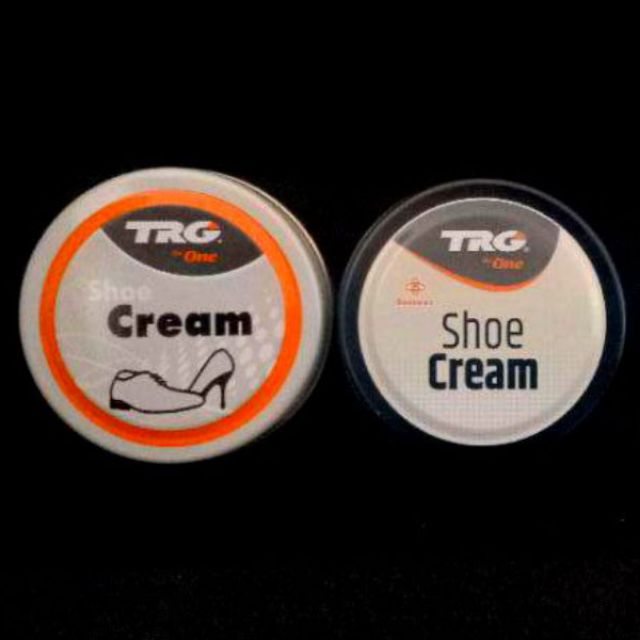 TRG
the One
Shoe
Cream
TRG
the One
Shoe
Cream